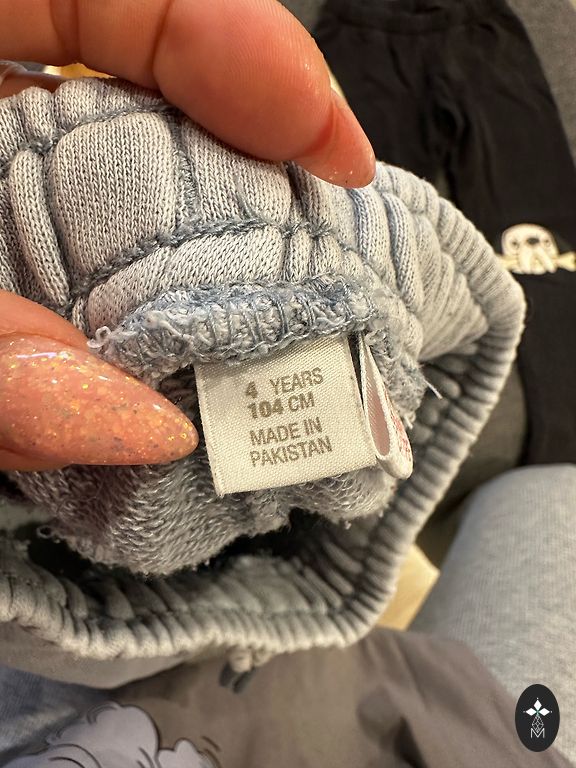 4 YEARS
104 CM
MADE IN
PAKISTAN